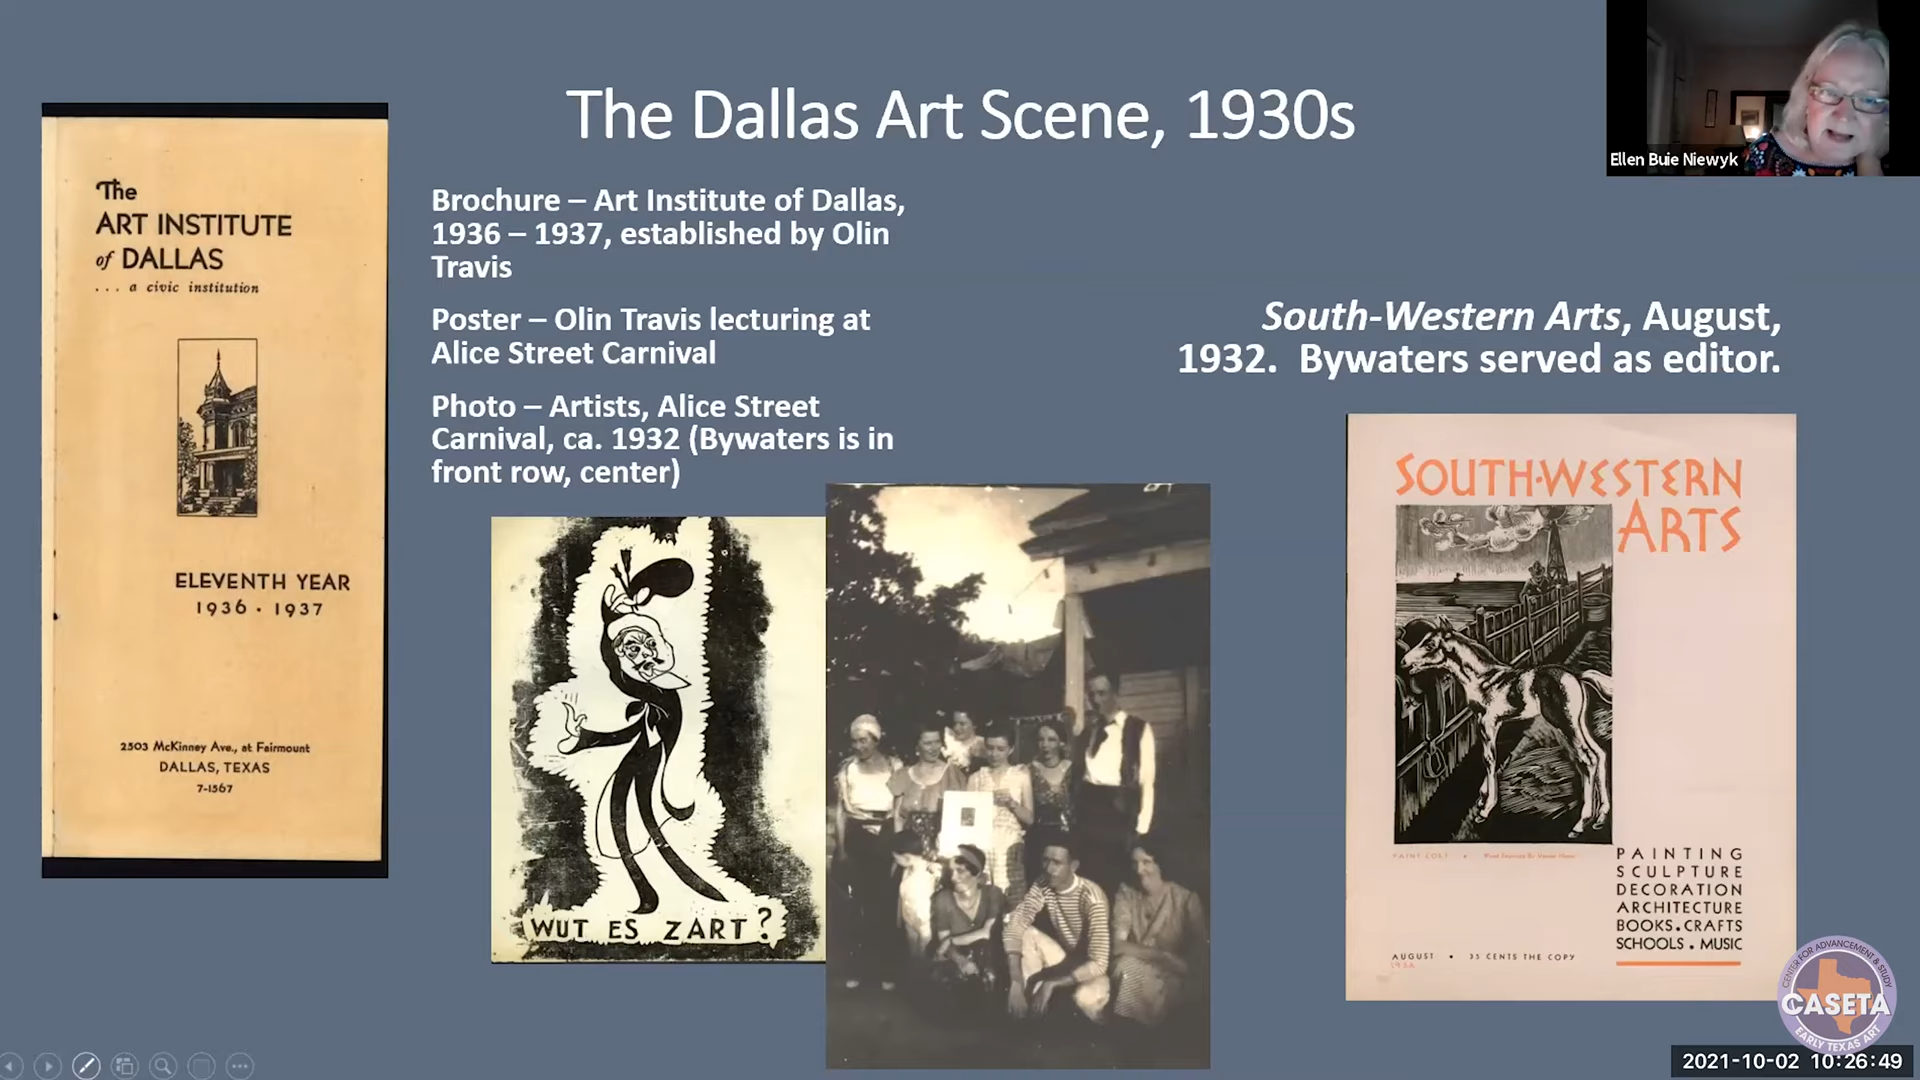 The Dallas Art Scene, 1930s
Ellen Buie Niewyk
The
ART INSTITUTE
of DALLAS
... a civic institution
ELEVENTH YEAR
1936 · 1937
2503 McKinney Ave., at Fairmount
DALLAS, TEXAS
7-1567
Brochure – Art Institute of Dallas,
1936 – 1937, established by Olin
Travis
Poster – Olin Travis lecturing at
Alice Street Carnival
Photo – Artists, Alice Street
Carnival, ca. 1932 (Bywaters is in
front row, center)
WUT ES ZART?
South-Western Arts, August,
1932. Bywaters served as editor.
SOUTH-WESTERN
ARTS
PAINTING
SCULPTURE
DECORATION
ARCHITECTURE
BOOKS . CRAFTS
SCHOOLS . MUSIC
AUGUST • 35 CENTS THE COPY
CENTER FOR ADVANCEMENT & STUDY
CASETA
EARLY TEXAS ART
2021-10-02 10:26:49